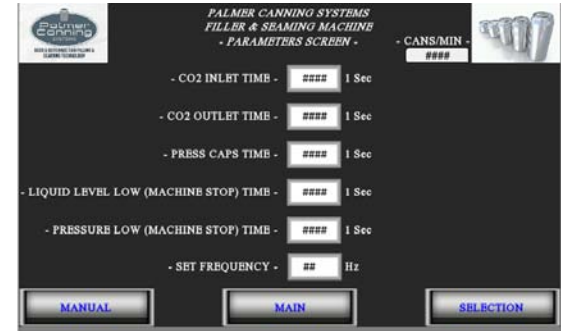 PALMER CANNING SYSTEMS
FILLER & SEAMING MACHINE
- PARAMETERS SCREEN -
Palmer
Canning
SYSTEMS
- CANS/MIN -
####
- CO2 INLET TIME - #### 1 Sec
- CO2 OUTLET TIME - #### 1 Sec
- PRESS CAPS TIME - #### 1 Sec
- LIQUID LEVEL LOW (MACHINE STOP) TIME - #### 1 Sec
- PRESSURE LOW (MACHINE STOP) TIME - #### 1 Sec
- SET FREQUENCY - ## Hz
MANUAL
MAIN
SELECTION